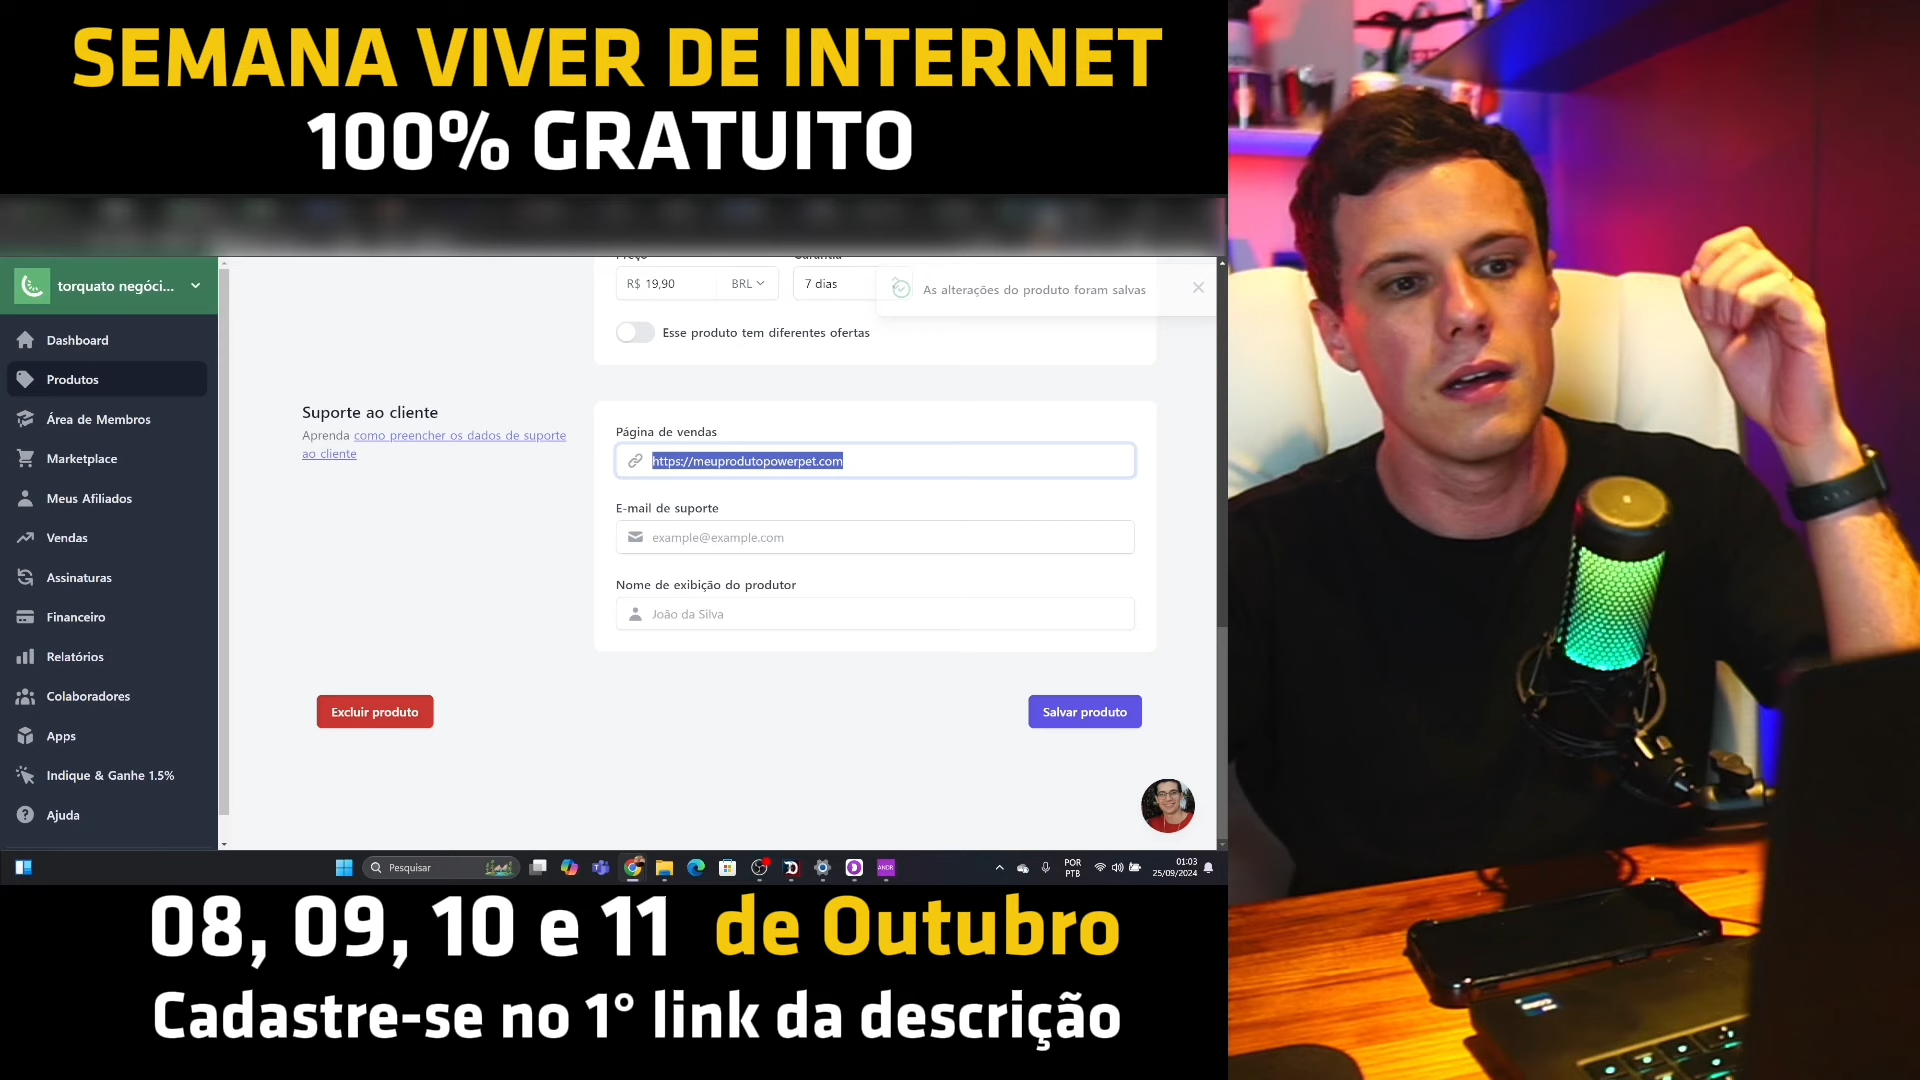 SEMANA VIVER DE INTERNET
100% GRATUITO
torquato negóci...
Dashboard
Produtos
Área de Membros
Marketplace
Meus Afiliados
Vendas
Assinaturas
Financeiro
Relatórios
Colaboradores
Apps
Indique & Ganhe 1.5%
Ajuda
R$ 19,90
BRL
7 dias
As alterações do produto foram salvas
Esse produto tem diferentes ofertas
Suporte ao cliente
Aprenda como preencher os dados de suporte
ao cliente
Página de vendas
https://meuprodutopowerpet.com
E-mail de suporte
example@example.com
Nome de exibição do produtor
João da Silva
Excluir produto
Salvar produto
Pesquisar
ANDR
POR
PTB
01:03
25/09/2024
08, 09, 10 e 11 de Outubro
Cadastre-se no 1° link da descrição